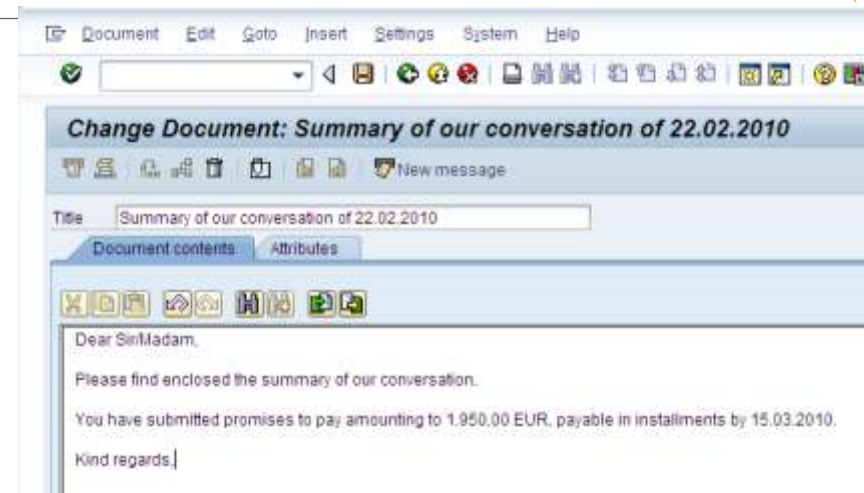 Document Edit Goto Insert Settings System Help
Change Document: Summary of our conversation of 22.02.2010
New message
Title Summary of our conversation of 22.02.2010
Document contents Attributes
Dear Sir/Madam,
Please find enclosed the summary of our conversation.
You have submitted promises to pay amounting to 1.950,00 EUR, payable in installments by 15.03.2010.
Kind regards,